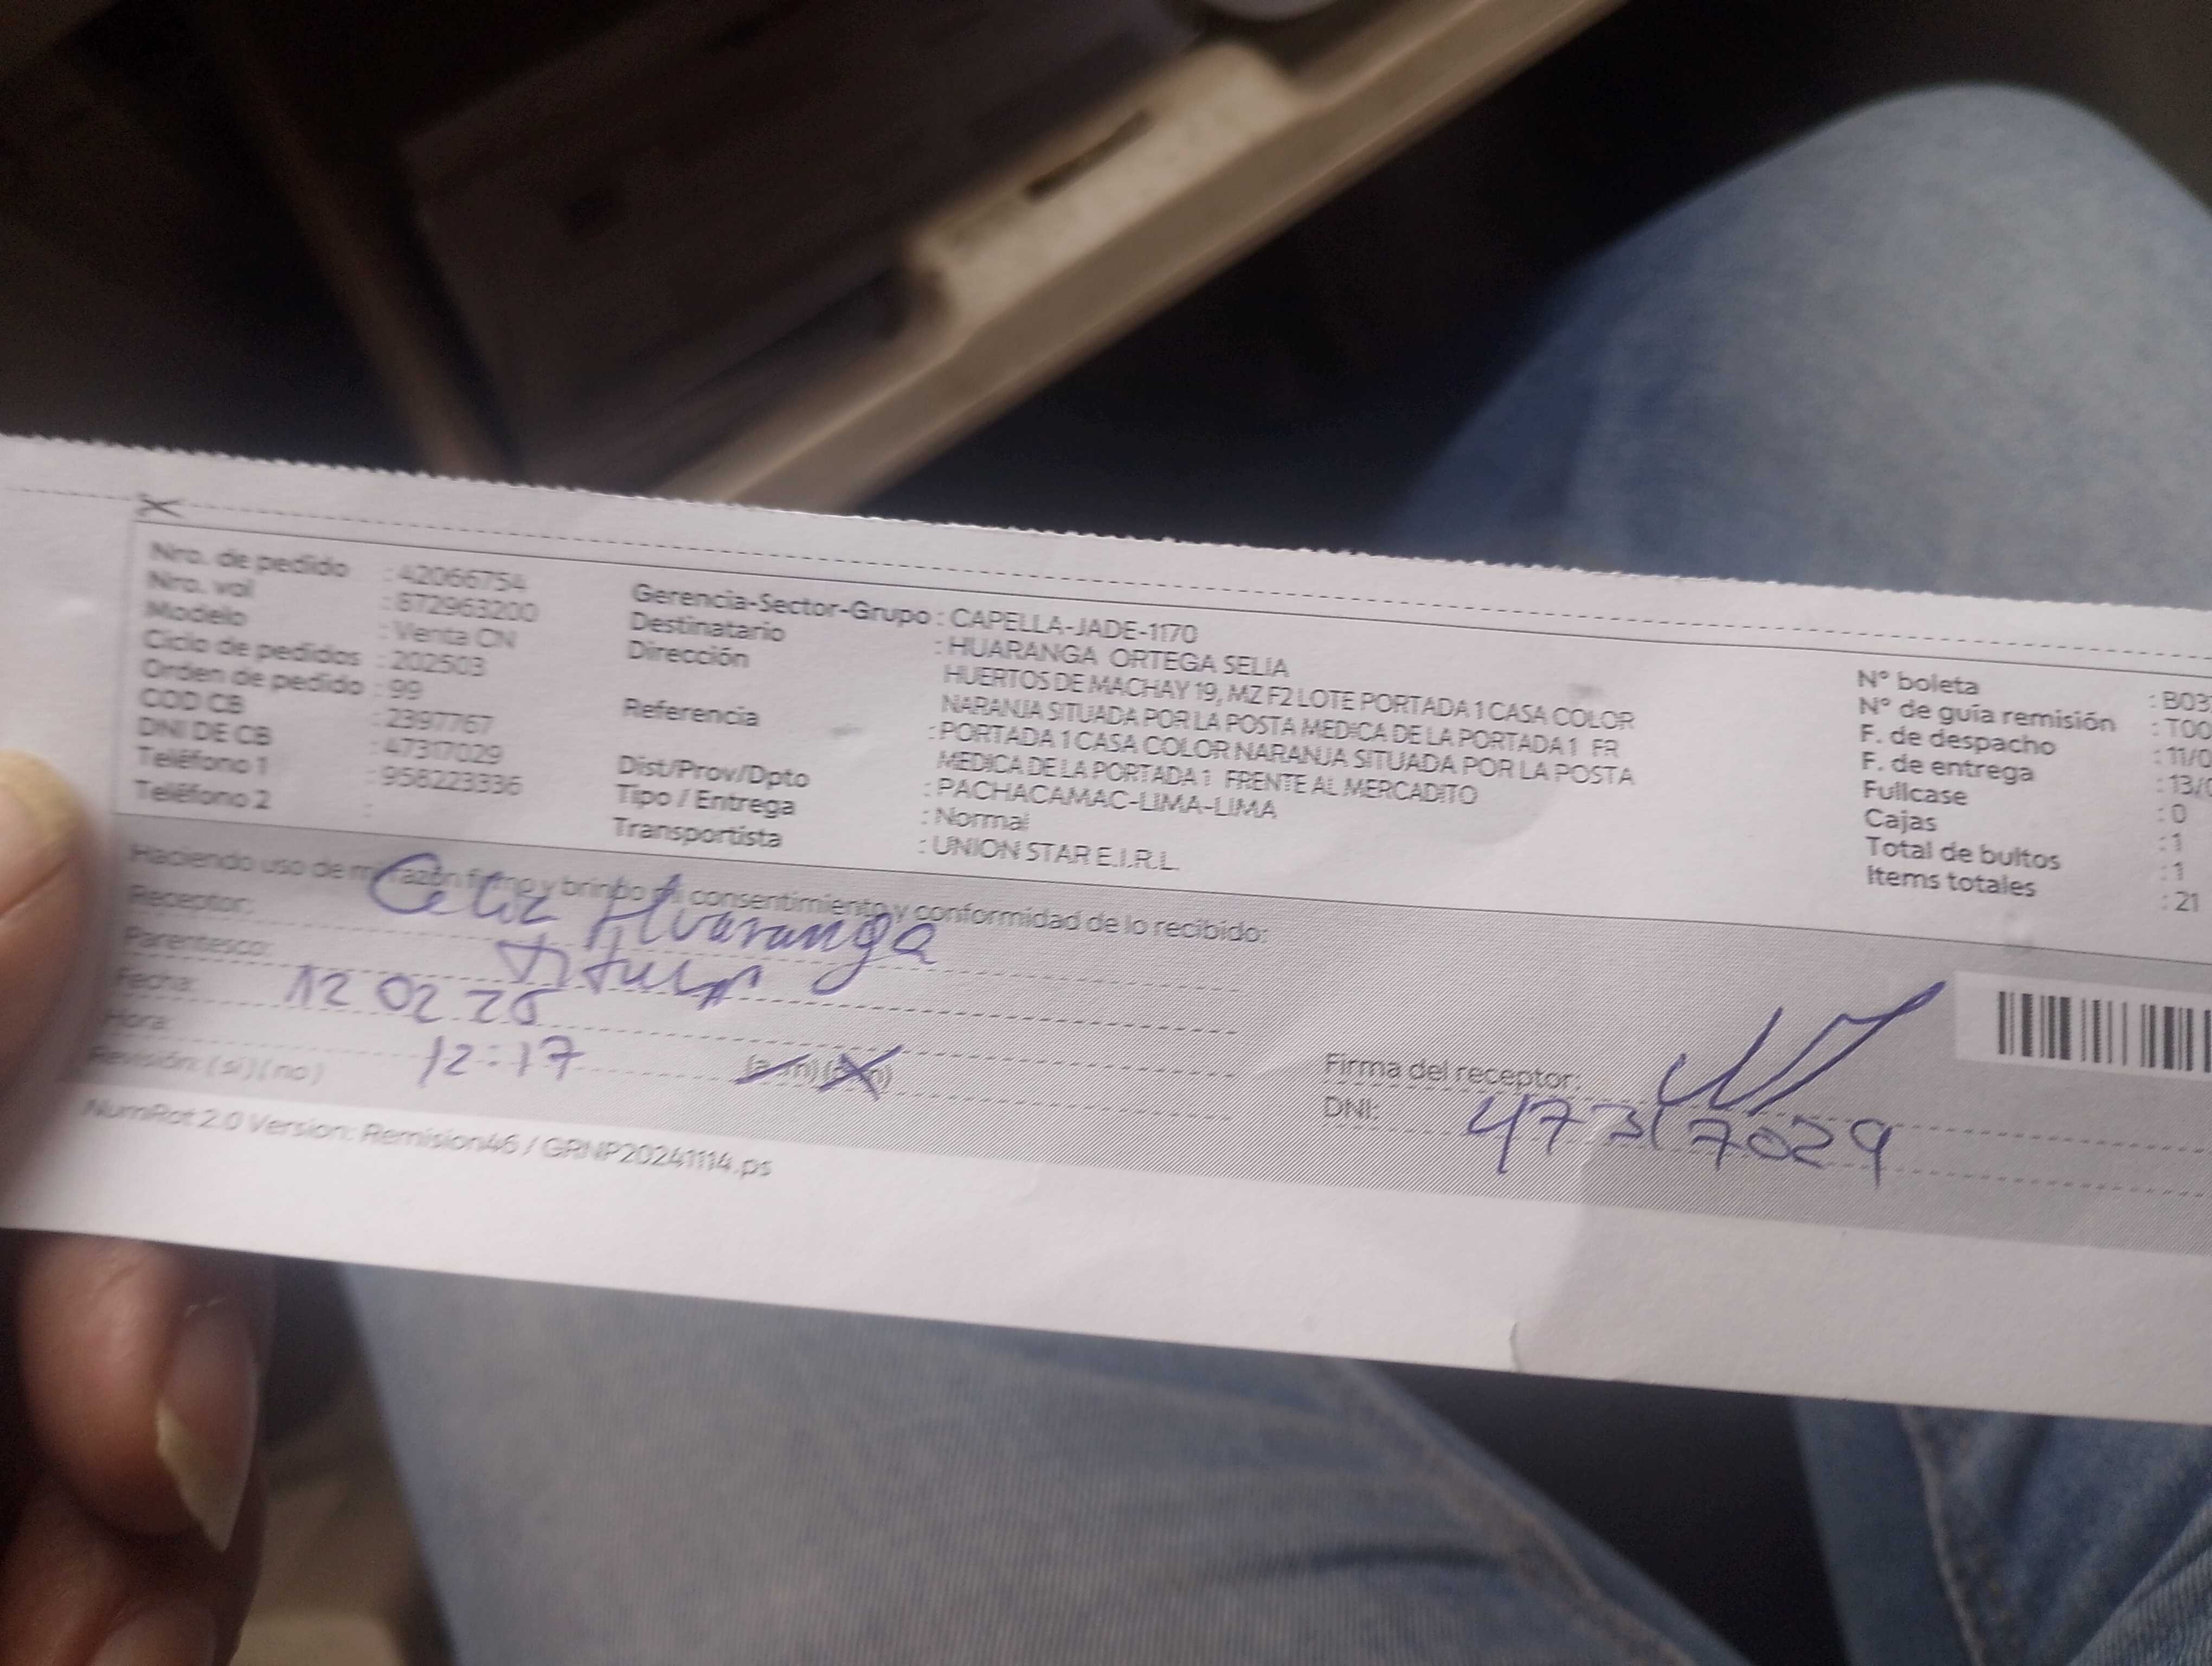 Nro. de pedido : 42066754
Nro. vol : 872963200
Modelo : Venta CN
Ciclo de pedidos : 202503
Orden de pedido : 99
COD CB : 2397767
DNI DE CB : 47317029
Teléfono 1 : 958223336
Teléfono 2 :
Gerencia-Sector-Grupo : CAPELLA-JADE-1170
Destinatario : HUARANGA ORTEGA SELIA
Dirección HUERTOS DE MACHAY 19, MZ F2 LOTE PORTADA 1 CASA COLOR
NARANJA SITUADA POR LA POSTA MEDICA DE LA PORTADA 1 FR
Referencia : PORTADA 1 CASA COLOR NARANJA SITUADA POR LA POSTA
MEDICA DE LA PORTADA 1 FRENTE AL MERCADITO
Dist/Prov/Dpto : PACHACAMAC-LIMA-LIMA
Tipo / Entrega : Normal
Transportista : UNION STAR E.I.R.L.
N° boleta : B03
N° de guía remisión : T00
F. de despacho : 11/0
F. de entrega : 13/0
Fullcase : 0
Cajas : 1
Total de bultos : 1
Items totales : 21
Haciendo uso de mi razón firmo y brindo mi consentimiento y conformidad de lo recibido:
Receptor: Celiz Huaranga
Parentesco: titular
Fecha: 12 02 25
Hora: 12:17 (a.m) (p.m)
Revisión: (si) (no)
Firma del receptor:
DNI: 47317029
NumRot 2.0 Version: Remision46 / GRNP20241114.ps